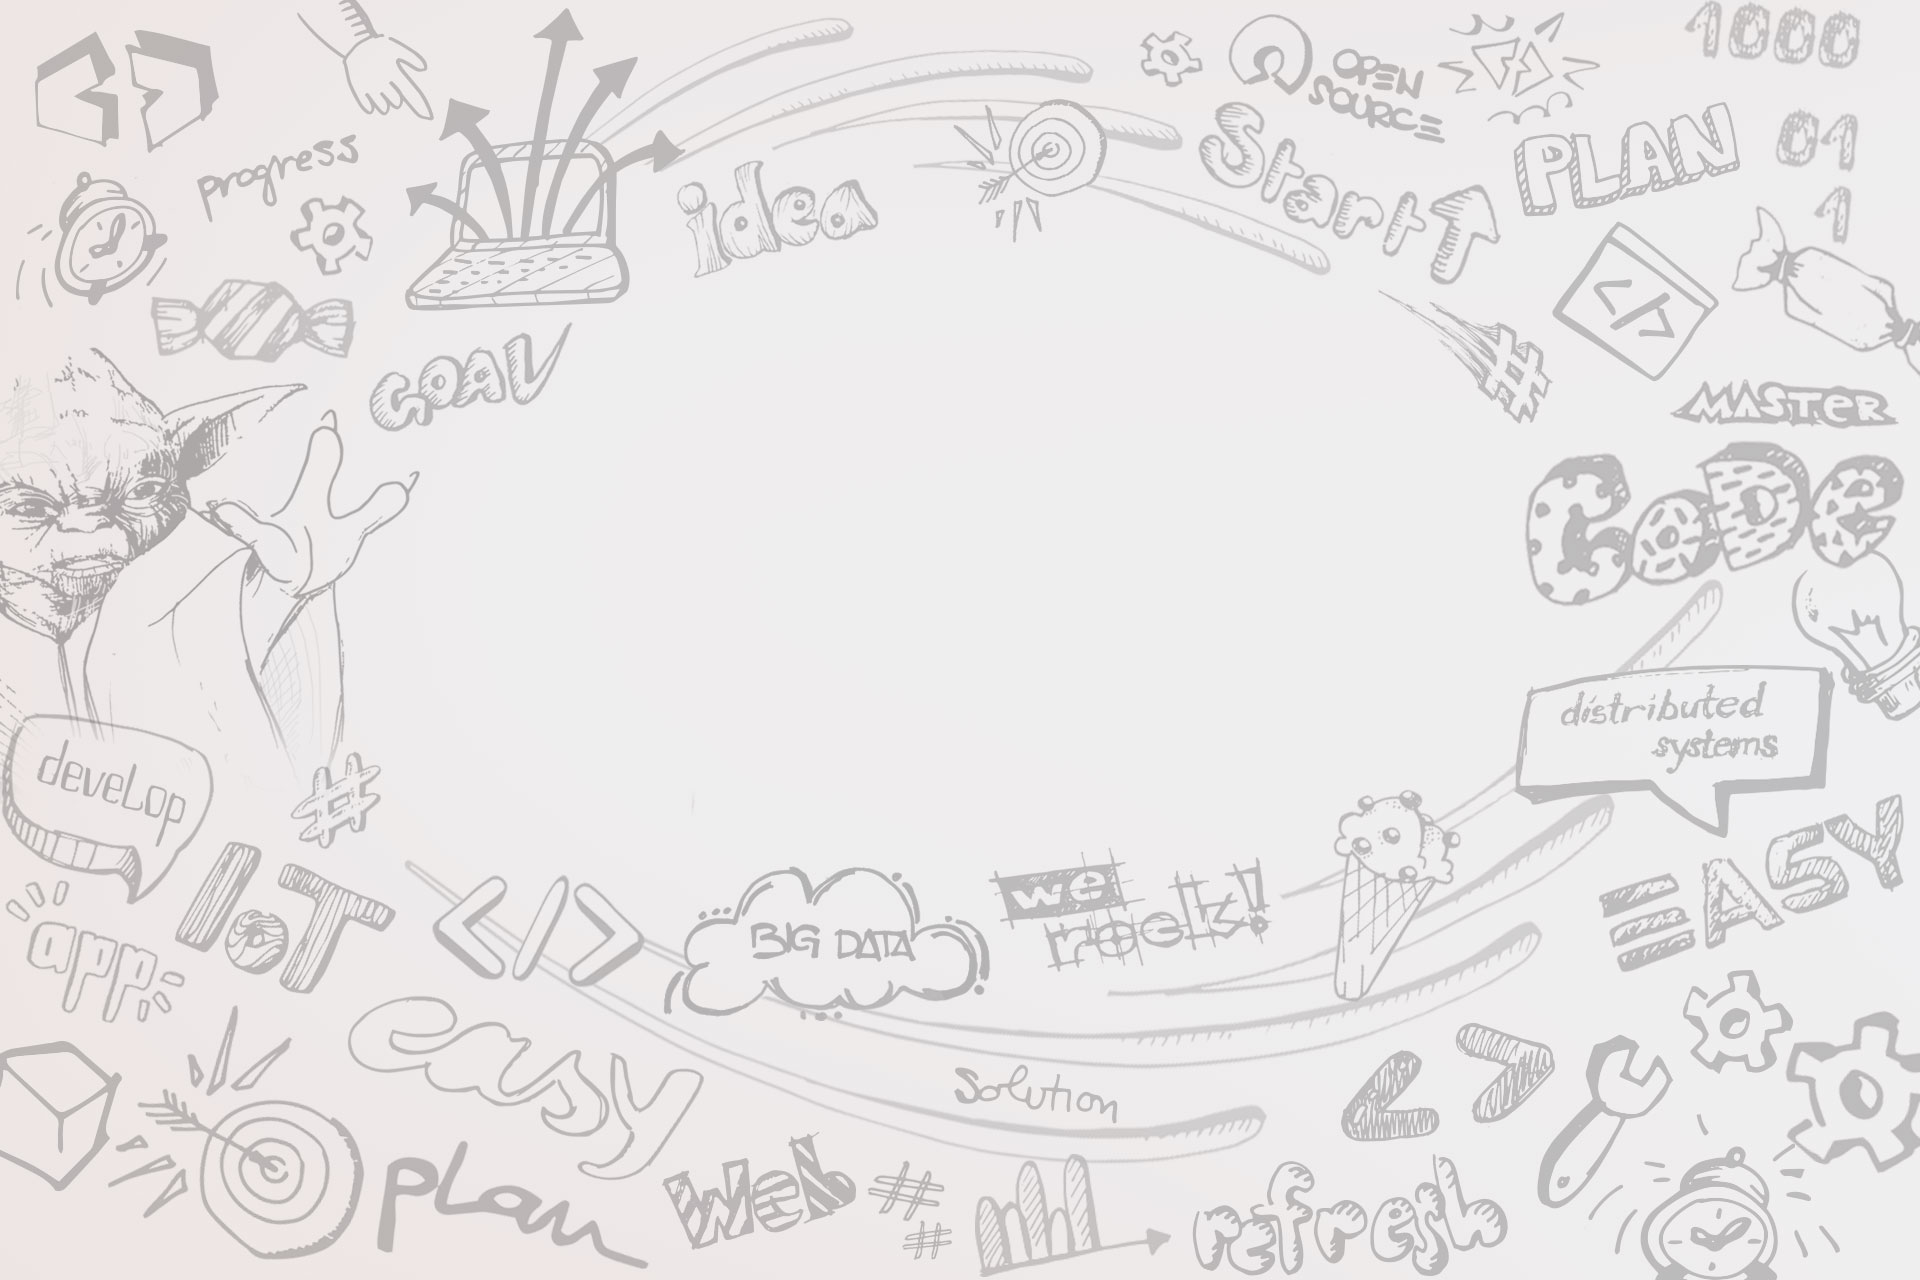 OPEN
SOURCE
1000
PLAN
01
1
progress
idea
Start
</>
#
GOAL
MASTER
CODe
distributed
systems
develop
#
IoT
</>
BIG DATA
we
rock!
EASY
app
easy
Solution
< >
plan
Web
#
#
refresh